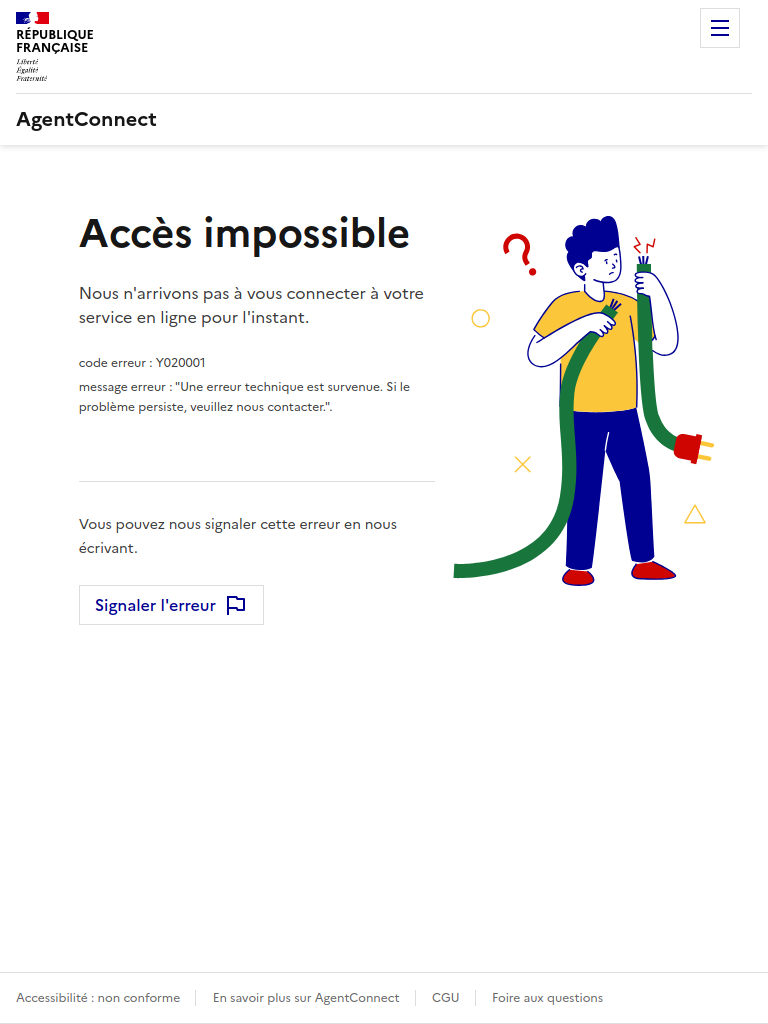 RÉPUBLIQUE
FRANÇAISE
Liberté
Égalité
Fraternité
AgentConnect
Accès impossible
Nous n'arrivons pas à vous connecter à votre
service en ligne pour l'instant.
code erreur : Y020001
message erreur : "Une erreur technique est survenue. Si le
problème persiste, veuillez nous contacter.".
Vous pouvez nous signaler cette erreur en nous
écrivant.
Signaler l'erreur
Accessibilité : non conforme
En savoir plus sur AgentConnect
CGU
Foire aux questions